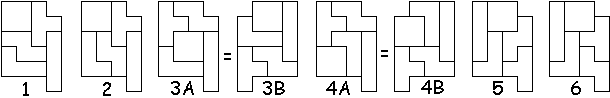 1 2 3A = 3B 4A = 4B 5 6